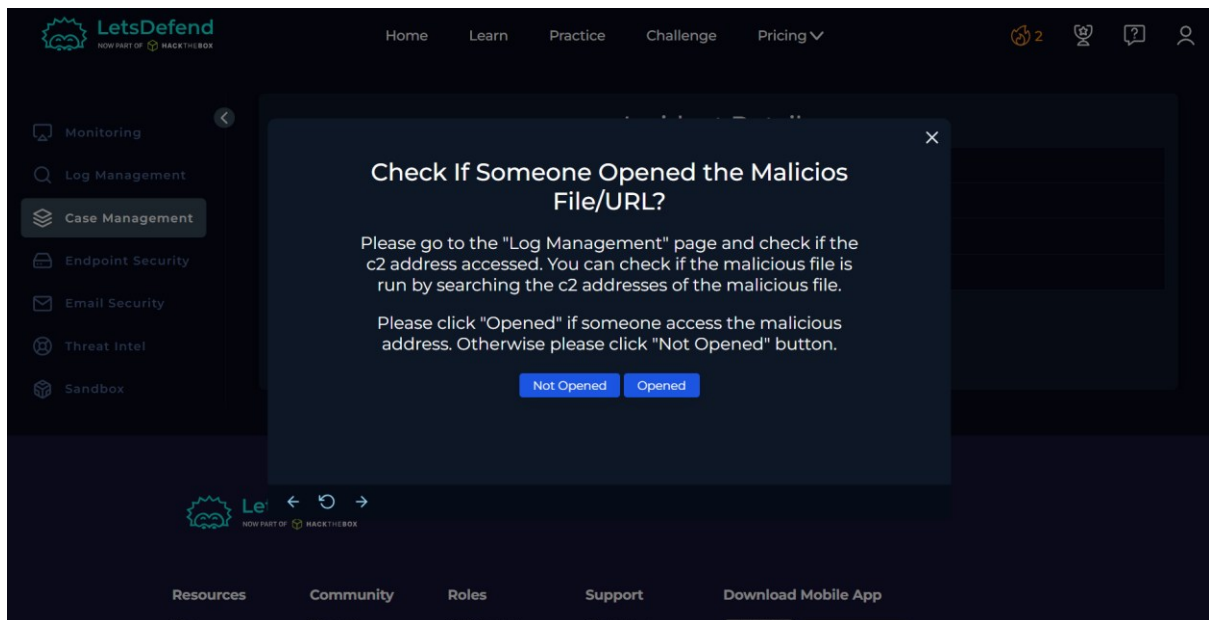 LetsDefend
NOW PART OF HACKTHEBOX
Home Learn Practice Challenge Pricing
2
Monitoring
Log Management
Case Management
Endpoint Security
Email Security
Threat Intel
Sandbox
Check If Someone Opened the Malicios
File/URL?
Please go to the "Log Management" page and check if the
c2 address accessed. You can check if the malicious file is
run by searching the c2 addresses of the malicious file.
Please click "Opened" if someone access the malicious
address. Otherwise please click "Not Opened" button.
Not Opened Opened
Le
NOW PART OF HACKTHEBOX
Resources Community Roles Support Download Mobile App